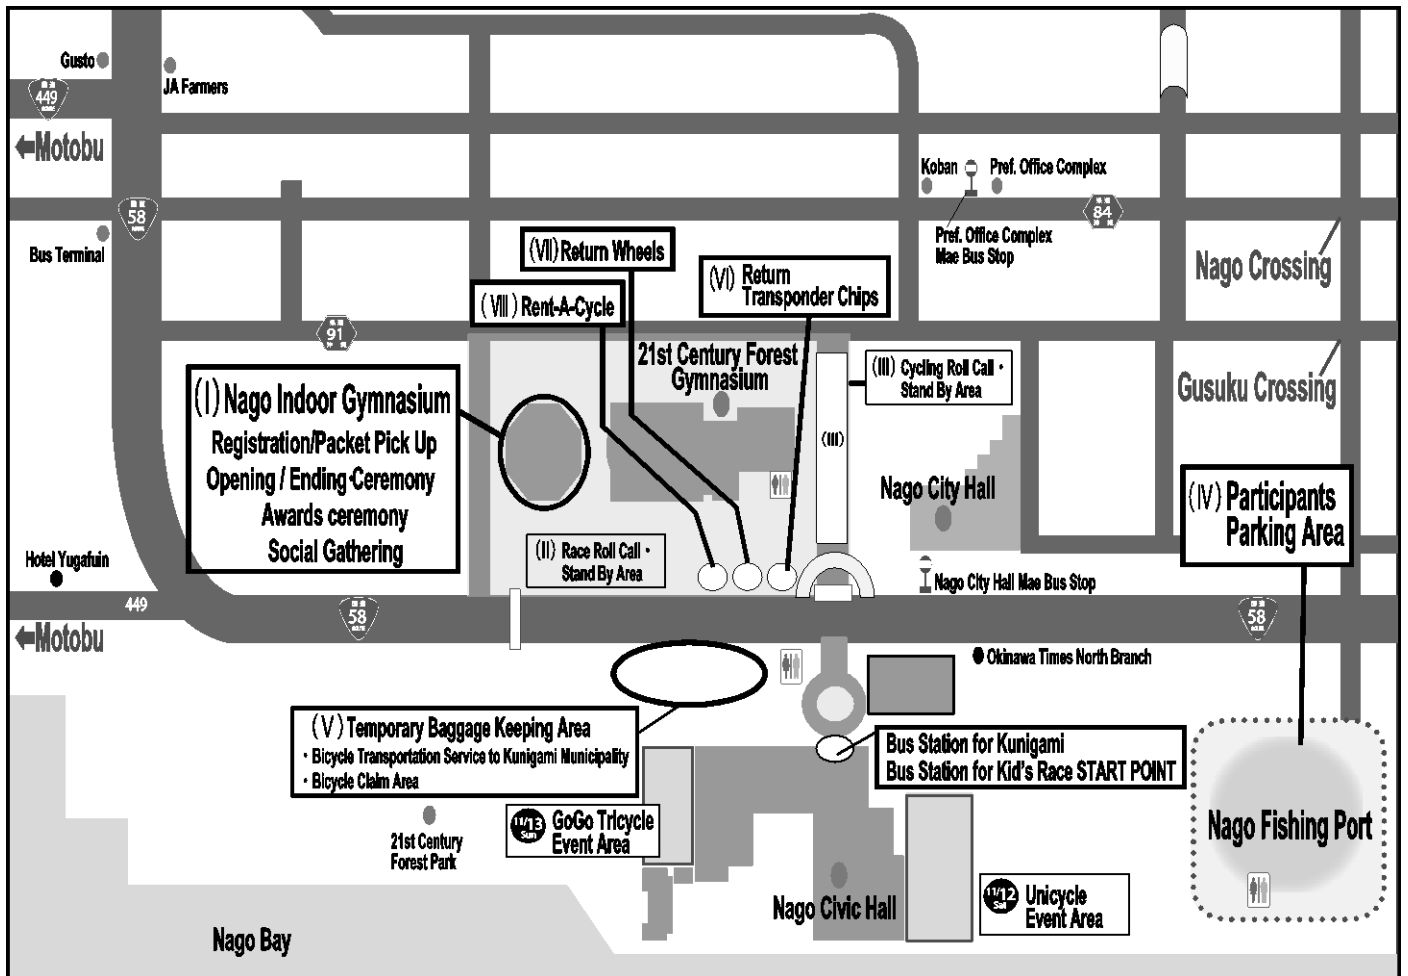 Gusto
JA Farmers
449
Motobu
Koban
Pref. Office Complex
84
58
Bus Terminal
Pref. Office Complex
Mae Bus Stop
Nago Crossing
(VII) Return Wheels
(VI) Return
Transponder Chips
(VIII) Rent-A-Cycle
91
21st Century Forest
Gymnasium
(III) Cycling Roll Call・
Stand By Area
Gusuku Crossing
(I) Nago Indoor Gymnasium
Registration/Packet Pick Up
Opening / Ending Ceremony
Awards ceremony
Social Gathering
(III)
Nago City Hall
(IV) Participants
Parking Area
(II) Race Roll Call・
Stand By Area
Hotel Yugafuin
Nago City Hall Mae Bus Stop
449
58
58
Motobu
Okinawa Times North Branch
(V) Temporary Baggage Keeping Area
・Bicycle Transportation Service to Kunigami Municipality
・Bicycle Claim Area
Bus Station for Kunigami
Bus Station for Kid's Race START POINT
11/13
Sun
GoGo Tricycle
Event Area
21st Century
Forest Park
Nago Fishing Port
11/12
Sat
Unicycle
Event Area
Nago Civic Hall
Nago Bay